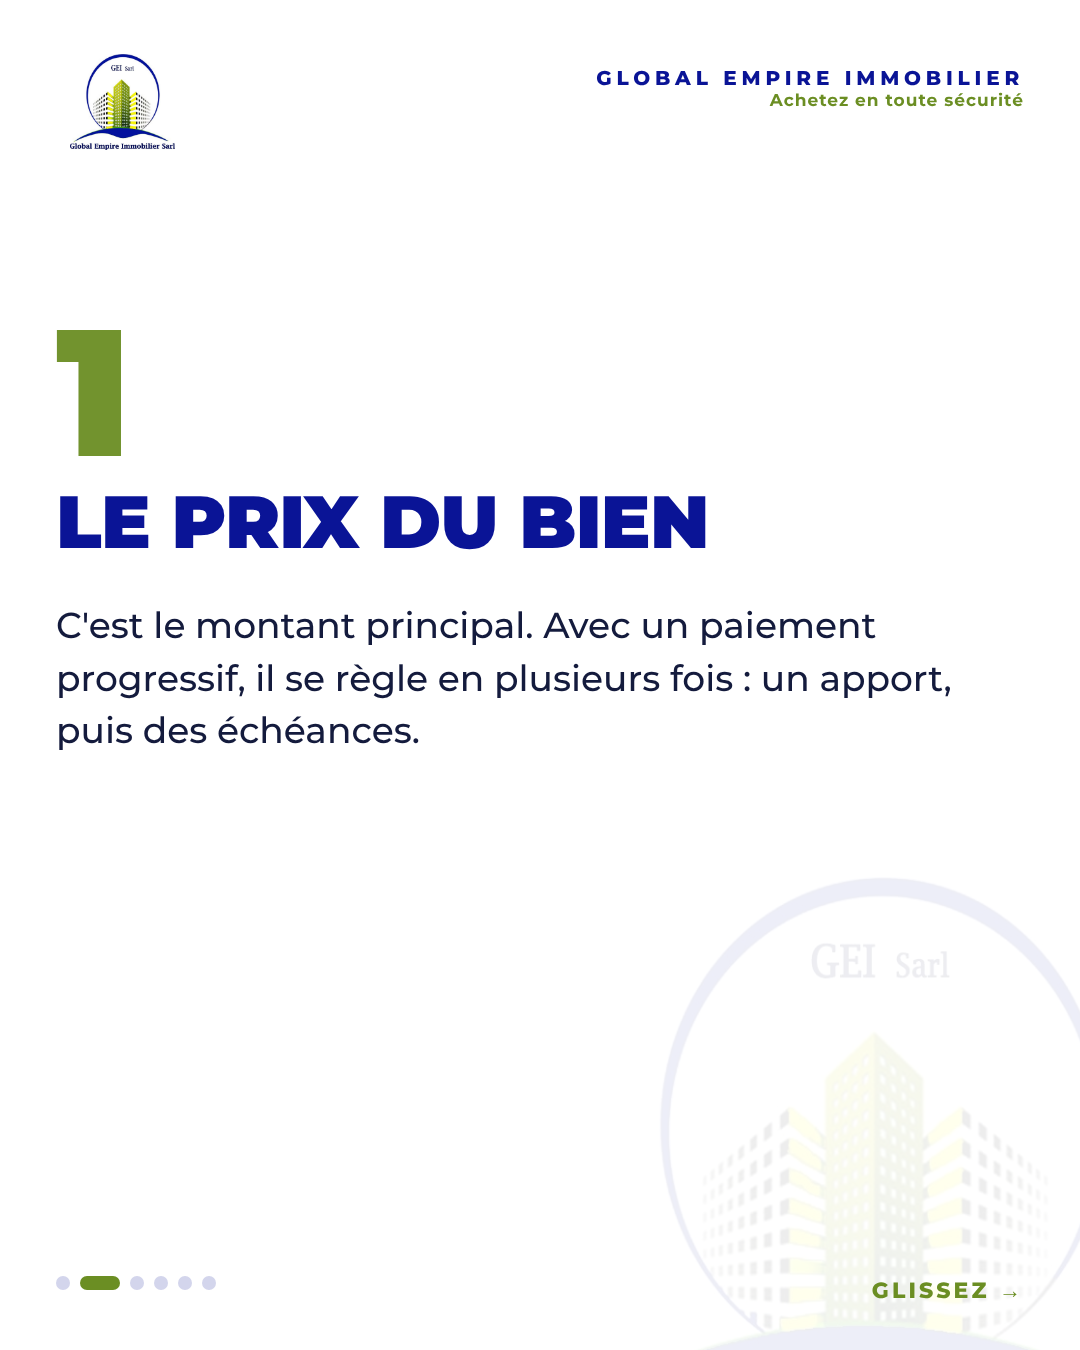 GEI Sarl
Global Empire Immobilier Sarl
GLOBAL EMPIRE IMMOBILIER
Achetez en toute sécurité
1
LE PRIX DU BIEN
C'est le montant principal. Avec un paiement
progressif, il se règle en plusieurs fois : un apport,
puis des échéances.
GEI Sarl
GLISSEZ →